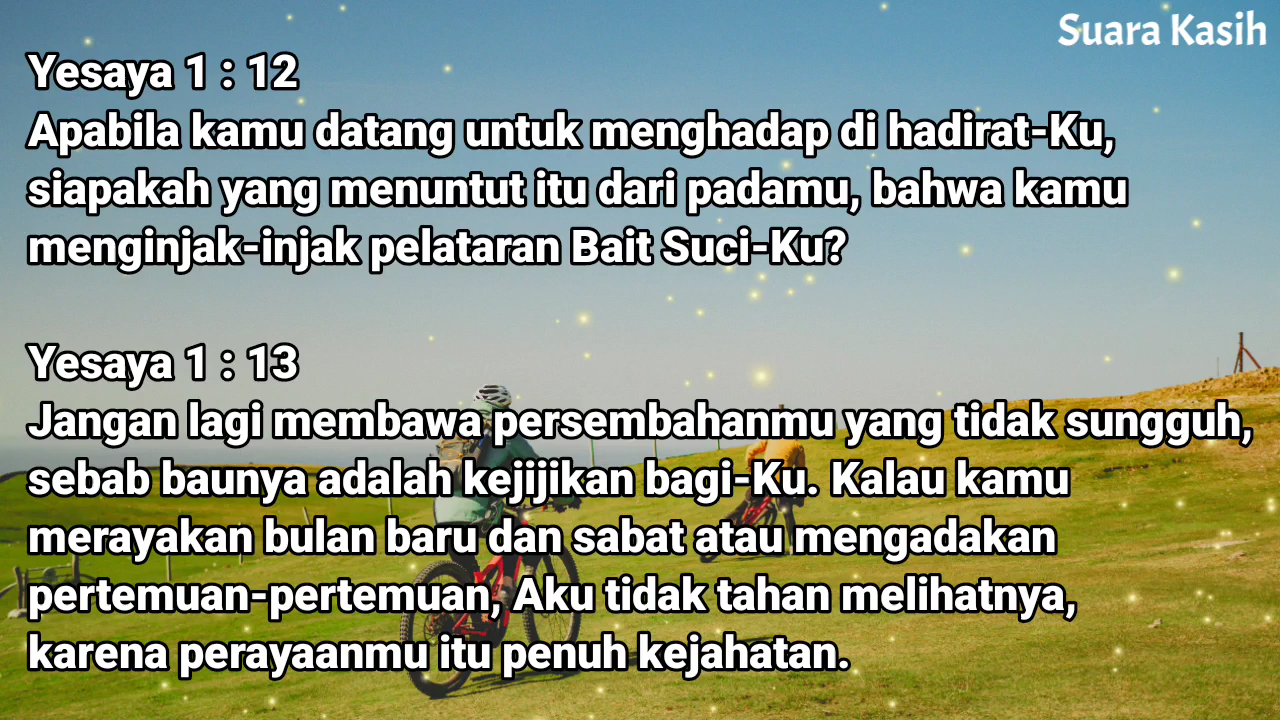 Suara Kasih
Yesaya 1 : 12
Apabila kamu datang untuk menghadap di hadirat-Ku,
siapakah yang menuntut itu dari padamu, bahwa kamu
menginjak-injak pelataran Bait Suci-Ku?
Yesaya 1 : 13
Jangan lagi membawa persembahanmu yang tidak sungguh,
sebab baunya adalah kejijikan bagi-Ku. Kalau kamu
merayakan bulan baru dan sabat atau mengadakan
pertemuan-pertemuan, Aku tidak tahan melihatnya,
karena perayaanmu itu penuh kejahatan.